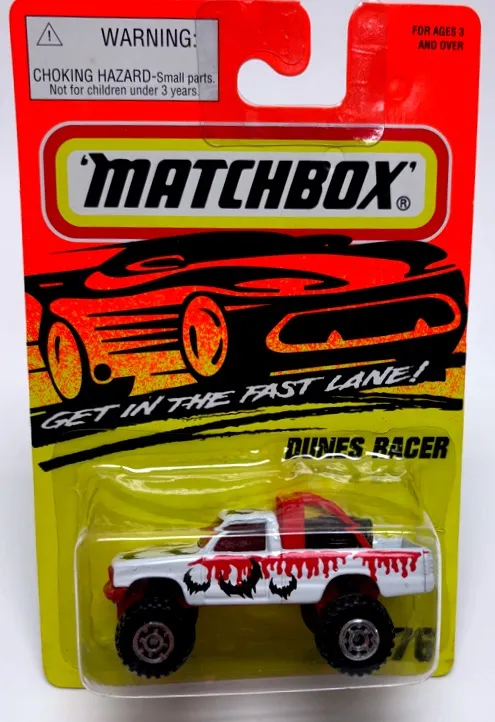 WARNING:
CHOKING HAZARD-Small parts.
Not for children under 3 years.
FOR AGES 3
AND OVER
'MATCHBOX'®
GET IN THE FAST LANE!
DUNES RACER
76